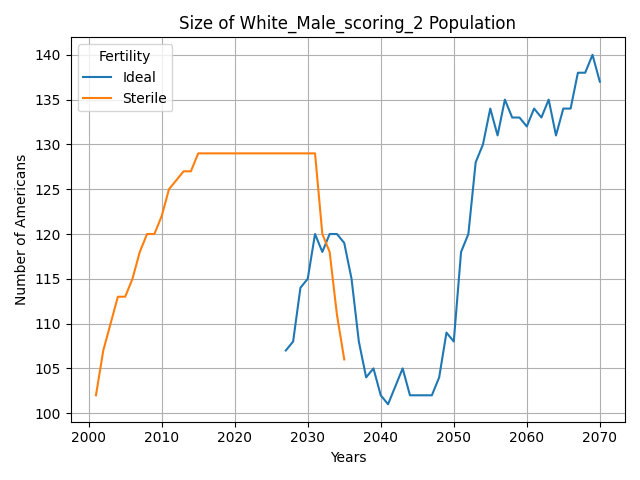 Size of White_Male_scoring_2 Population
Fertility
Ideal
Sterile
Number of Americans
140
135
130
125
120
115
110
105
100
2000 2010 2020 2030 2040 2050 2060 2070
Years